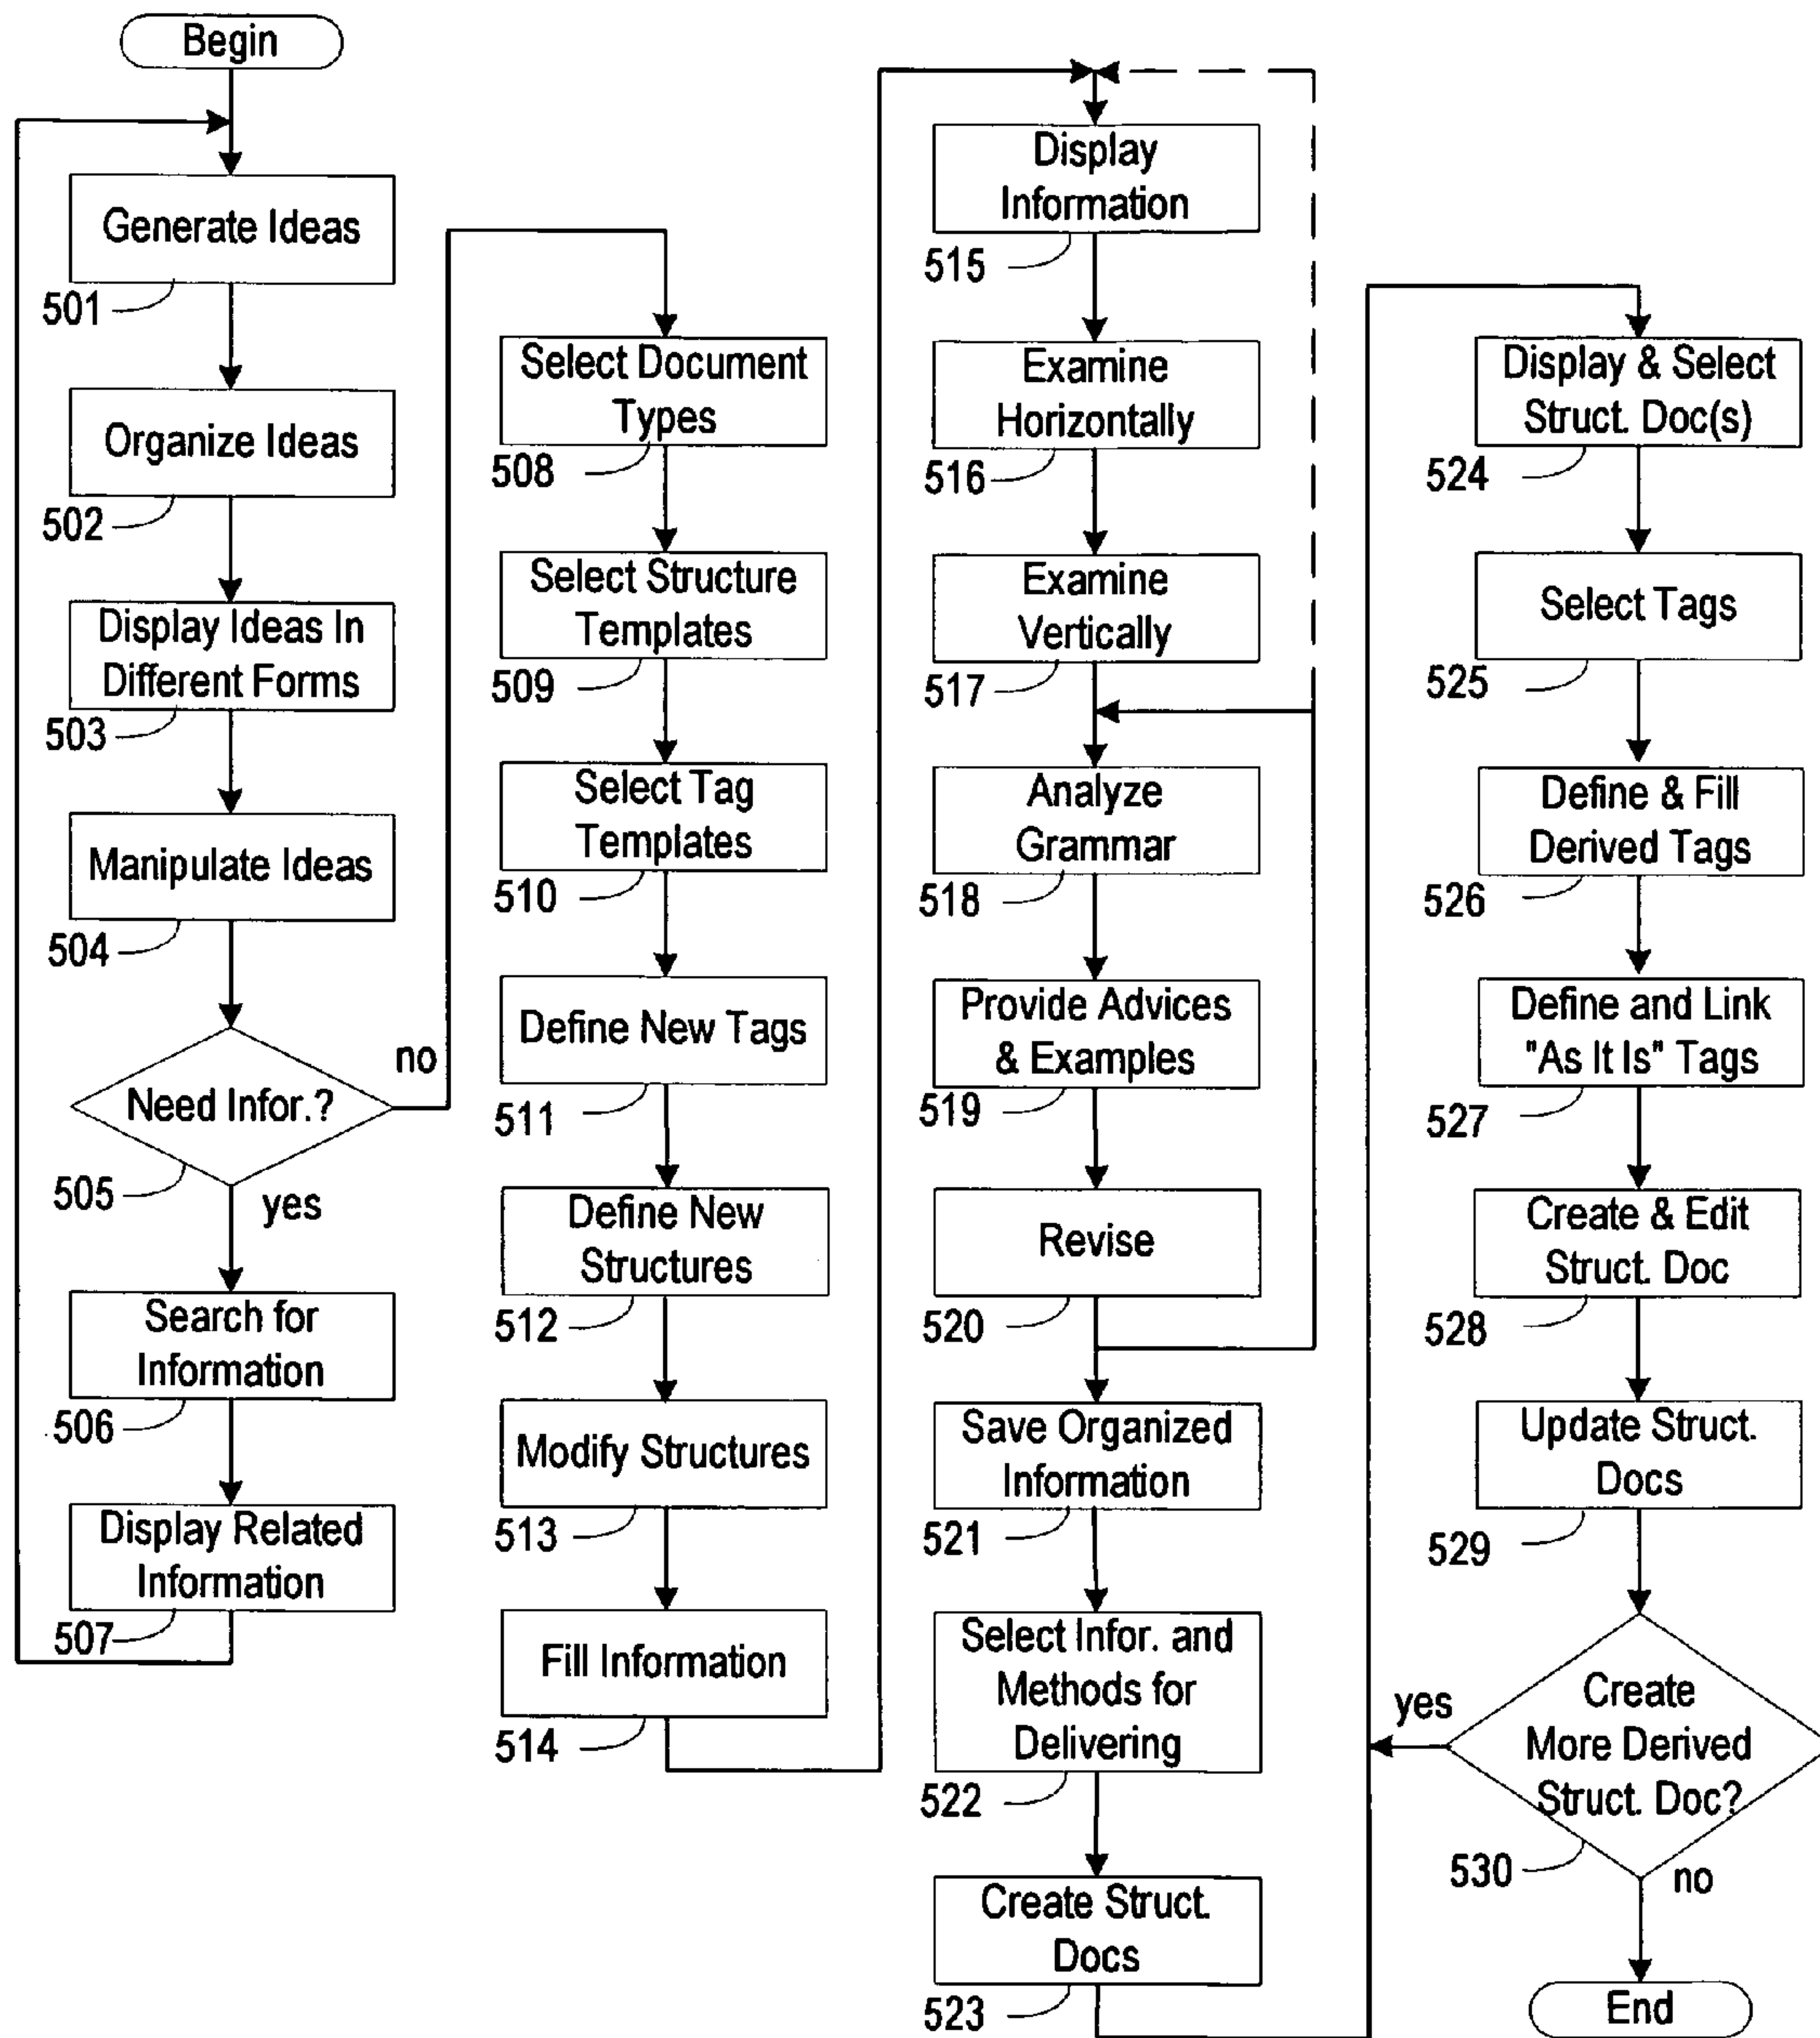 Begin
Generate Ideas
501
Organize Ideas
502
Display Ideas In
Different Forms
503
Manipulate Ideas
504
Need Infor.?
no
505
yes
Search for
Information
506
Display Related
Information
507
Select Document
Types
508
Select Structure
Templates
509
Select Tag
Templates
510
Define New Tags
511
Define New
Structures
512
Modify Structures
513
Fill Information
514
Display
Information
515
Examine
Horizontally
516
Examine
Vertically
517
Analyze
Grammar
518
Provide Advices
& Examples
519
Revise
520
Save Organized
Information
521
Select Infor. and
Methods for
Delivering
522
Create Struct.
Docs
523
Display & Select
Struct. Doc(s)
524
Select Tags
525
Define & Fill
Derived Tags
526
Define and Link
"As It Is" Tags
527
Create & Edit
Struct. Doc
528
Update Struct.
Docs
529
yes
Create
More Derived
Struct. Doc?
530
no
End